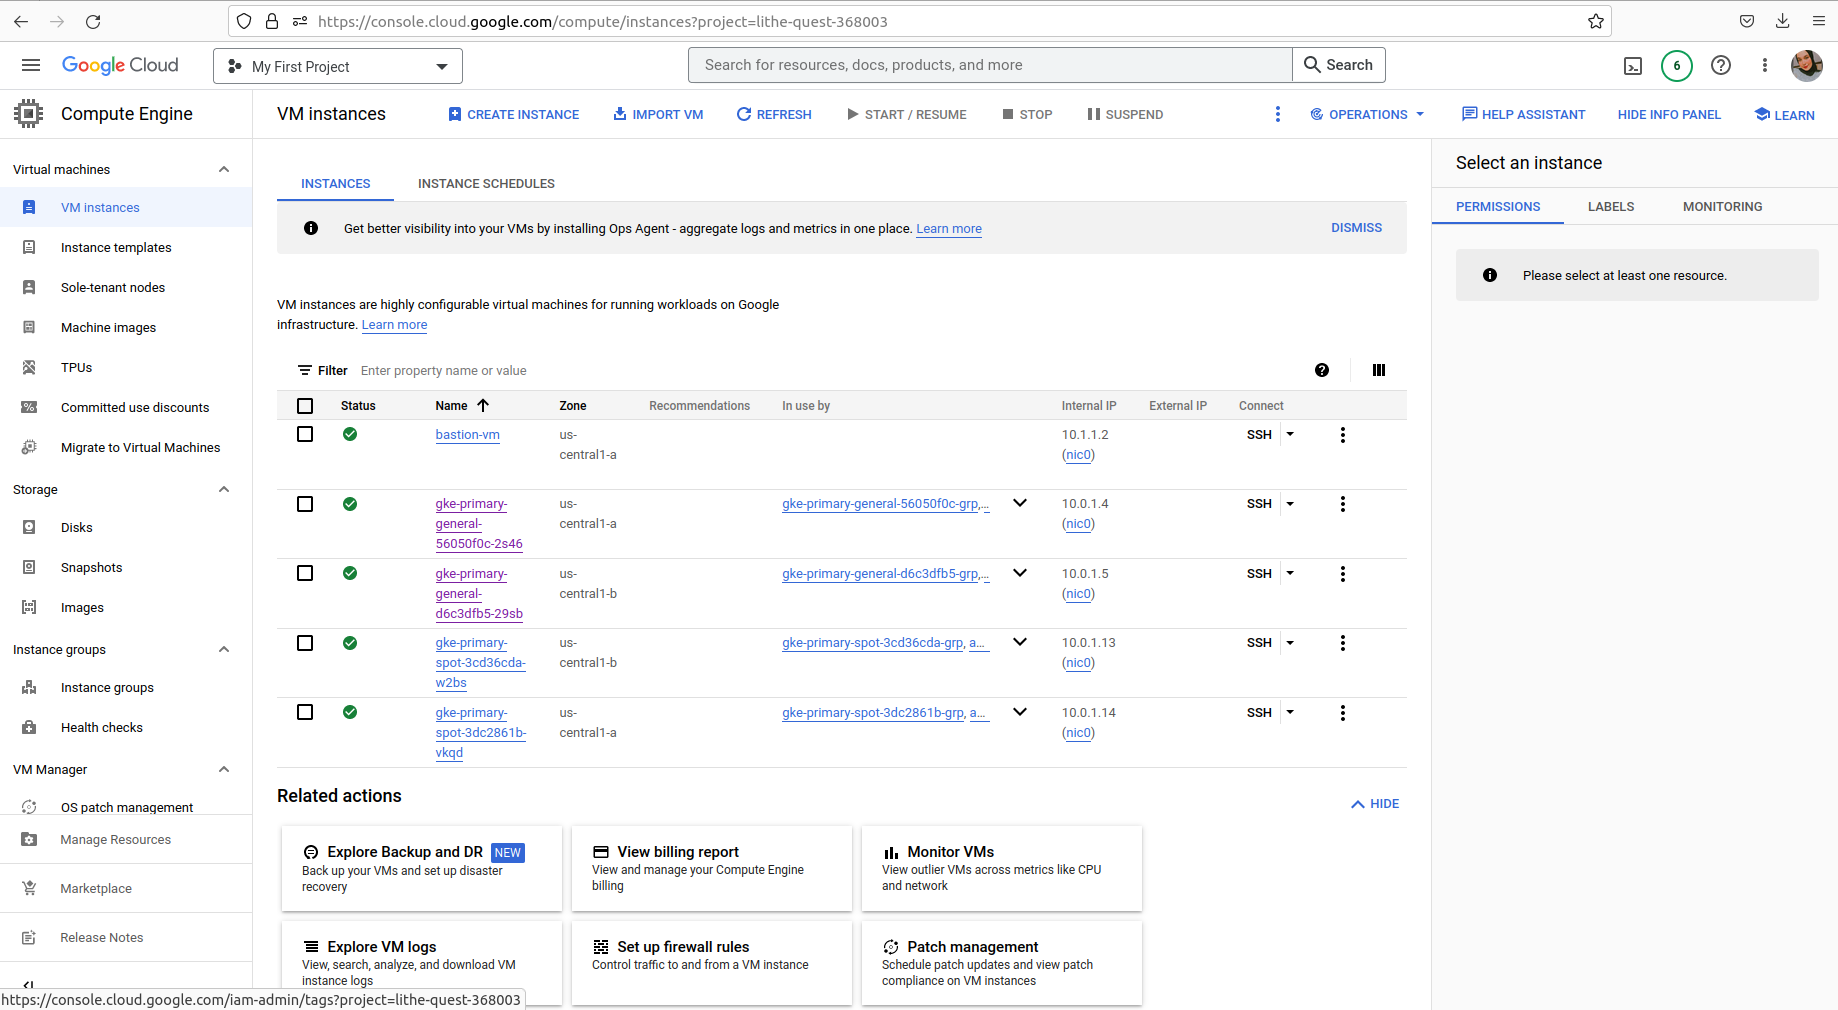 https://console.cloud.google.com/compute/instances?project=lithe-quest-368003
Google Cloud
My First Project
Search for resources, docs, products, and more
Search
6
Compute Engine
VM instances
CREATE INSTANCE
IMPORT VM
REFRESH
START / RESUME
STOP
SUSPEND
OPERATIONS
HELP ASSISTANT
HIDE INFO PANEL
LEARN
Virtual machines
VM instances
Instance templates
Sole-tenant nodes
Machine images
TPUs
Committed use discounts
Migrate to Virtual Machines
Storage
Disks
Snapshots
Images
Instance groups
Instance groups
Health checks
VM Manager
OS patch management
Manage Resources
Marketplace
Release Notes
INSTANCES
INSTANCE SCHEDULES
Get better visibility into your VMs by installing Ops Agent - aggregate logs and metrics in one place. Learn more
DISMISS
VM instances are highly configurable virtual machines for running workloads on Google
infrastructure. Learn more
Filter Enter property name or value
Status Name Zone Recommendations In use by Internal IP External IP Connect
bastion-vm us- 10.1.1.2 SSH
central1-a (nic0)
gke-primary- us- gke-primary-general-56050f0c-grp,… 10.0.1.4 SSH
general- central1-a (nic0)
56050f0c-2s46
gke-primary- us- gke-primary-general-d6c3dfb5-grp,… 10.0.1.5 SSH
general- central1-b (nic0)
d6c3dfb5-29sb
gke-primary- us- gke-primary-spot-3cd36cda-grp, a… 10.0.1.13 SSH
spot-3cd36cda- central1-b (nic0)
w2bs
gke-primary- us- gke-primary-spot-3dc2861b-grp, a… 10.0.1.14 SSH
spot-3dc2861b- central1-a (nic0)
vkqd
Related actions
HIDE
Explore Backup and DR NEW
Back up your VMs and set up disaster
recovery
View billing report
View and manage your Compute Engine
billing
Monitor VMs
View outlier VMs across metrics like CPU
and network
Explore VM logs
View, search, analyze, and download VM
instance logs
Set up firewall rules
Control traffic to and from a VM instance
Patch management
Schedule patch updates and view patch
compliance on VM instances
Select an instance
PERMISSIONS
LABELS
MONITORING
Please select at least one resource.
https://console.cloud.google.com/iam-admin/tags?project=lithe-quest-368003